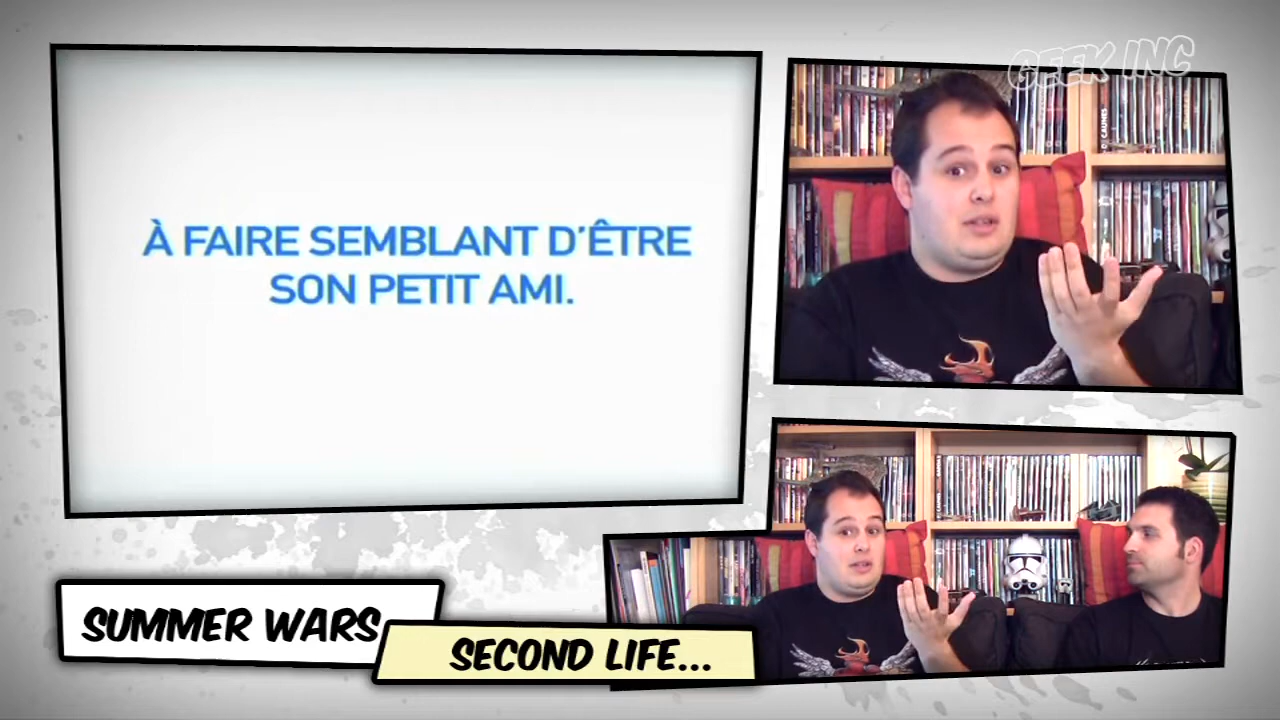 GEEK INC
À FAIRE SEMBLANT D'ÊTRE
SON PETIT AMI.
SUMMER WARS
SECOND LIFE...